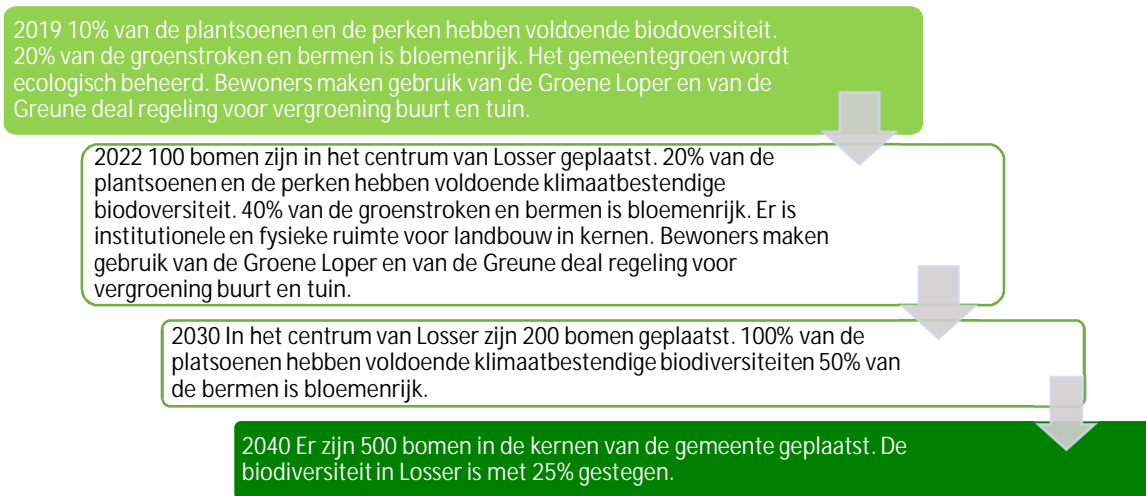 2019 10% van de plantsoenen en de perken hebben voldoende biodoversiteit.
20% van de groenstroken en bermen is bloemenrijk. Het gemeentegroen wordt
ecologisch beheerd. Bewoners maken gebruik van de Groene Loper en van de
Greune deal regeling voor vergroening buurt en tuin.
2022 100 bomen zijn in het centrum van Losser geplaatst. 20% van de
plantsoenen en de perken hebben voldoende klimaatbestendige
biodoversiteit. 40% van de groenstroken en bermen is bloemenrijk. Er is
institutionele en fysieke ruimte voor landbouw in kernen. Bewoners maken
gebruik van de Groene Loper en van de Greune deal regeling voor
vergroening buurt en tuin.
2030 In het centrum van Losser zijn 200 bomen geplaatst. 100% van de
platsoenen hebben voldoende klimaatbestendige biodiversiteiten 50% van
de bermen is bloemenrijk.
2040 Er zijn 500 bomen in de kernen van de gemeente geplaatst. De
biodiversiteit in Losser is met 25% gestegen.